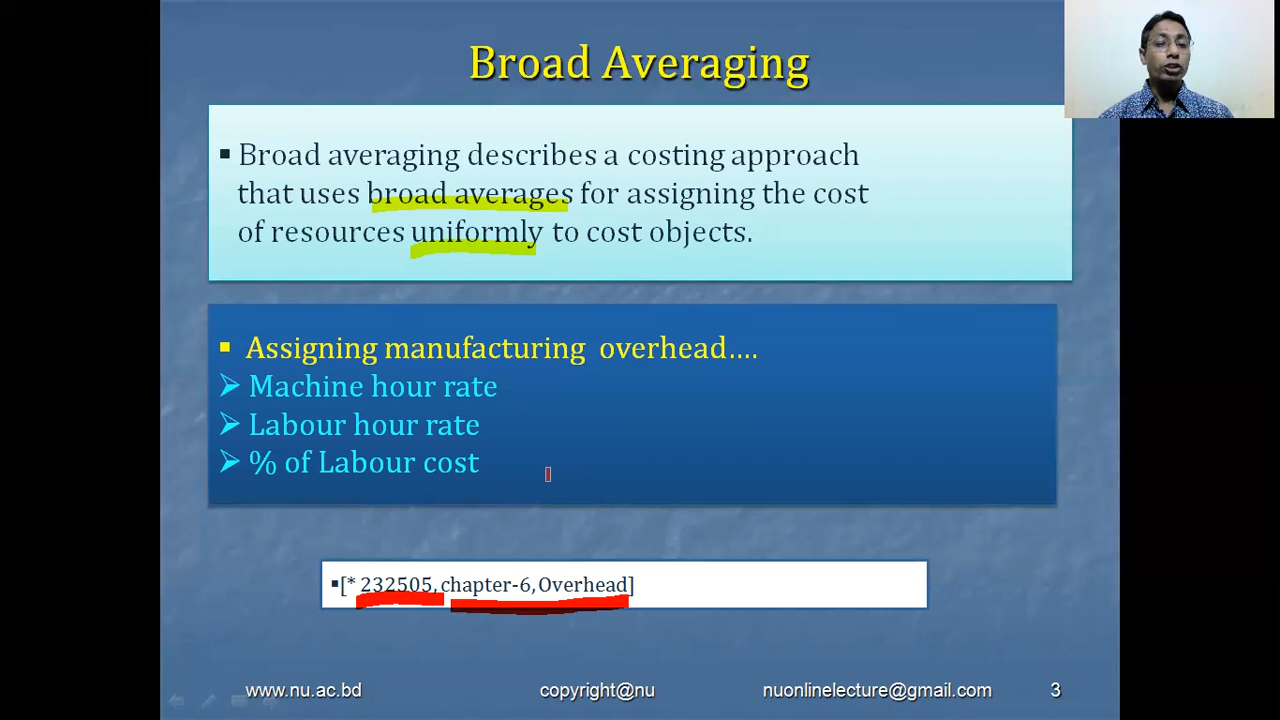 Broad Averaging
▪ Broad averaging describes a costing approach
that uses broad averages for assigning the cost
of resources uniformly to cost objects.
▪ Assigning manufacturing overhead....
➢ Machine hour rate
➢ Labour hour rate
➢ % of Labour cost
▪[* 232505, chapter-6, Overhead]
www.nu.ac.bd copyright@nu nuonlinelecture@gmail.com 3